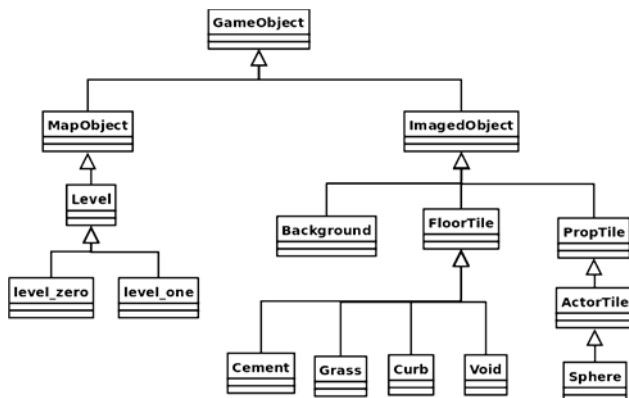 GameObject
MapObject
ImagedObject
Level
Background
FloorTile
PropTile
level_zero
level_one
ActorTile
Cement
Grass
Curb
Void
Sphere